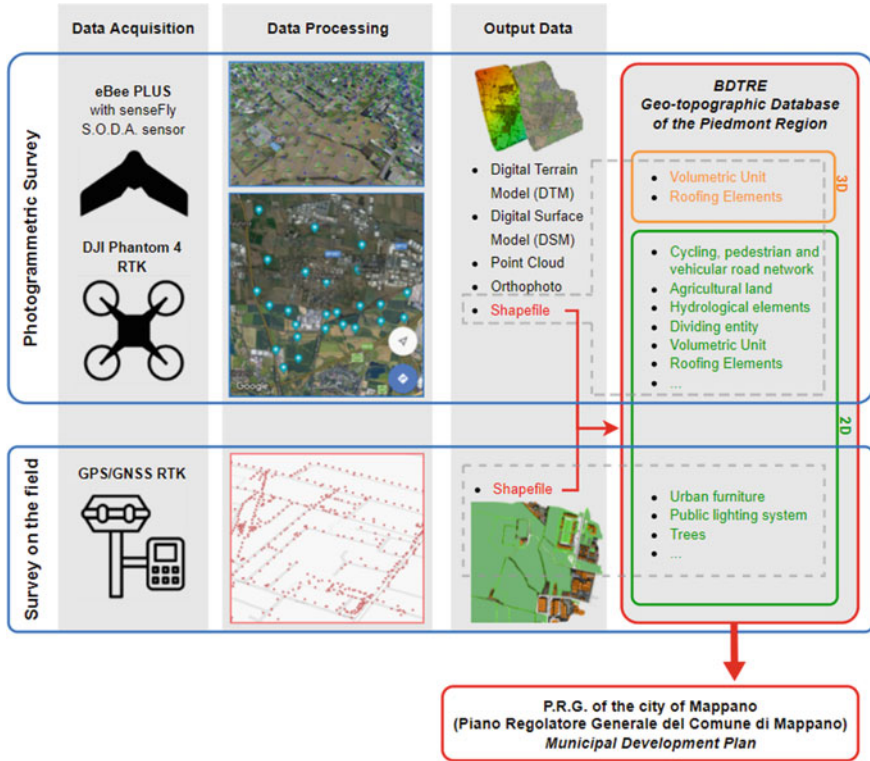 Data Acquisition
Data Processing
Output Data
Photogrammetric Survey
eBee PLUS
with senseFly
S.O.D.A. sensor
DJI Phantom 4
RTK
Google
• Digital Terrain
Model (DTM)
• Digital Surface
Model (DSM)
• Point Cloud
• Orthophoto
• Shapefile
BDTRE
Geo-topographic Database
of the Piedmont Region
• Volumetric Unit
• Roofing Elements
3D
• Cycling, pedestrian and
vehicular road network
• Agricultural land
• Hydrological elements
• Dividing entity
• Volumetric Unit
• Roofing Elements
• ...
2D
Survey on the field
GPS/GNSS RTK
• Shapefile
• Urban furniture
• Public lighting system
• Trees
• ...
P.R.G. of the city of Mappano
(Piano Regolatore Generale del Comune di Mappano)
Municipal Development Plan